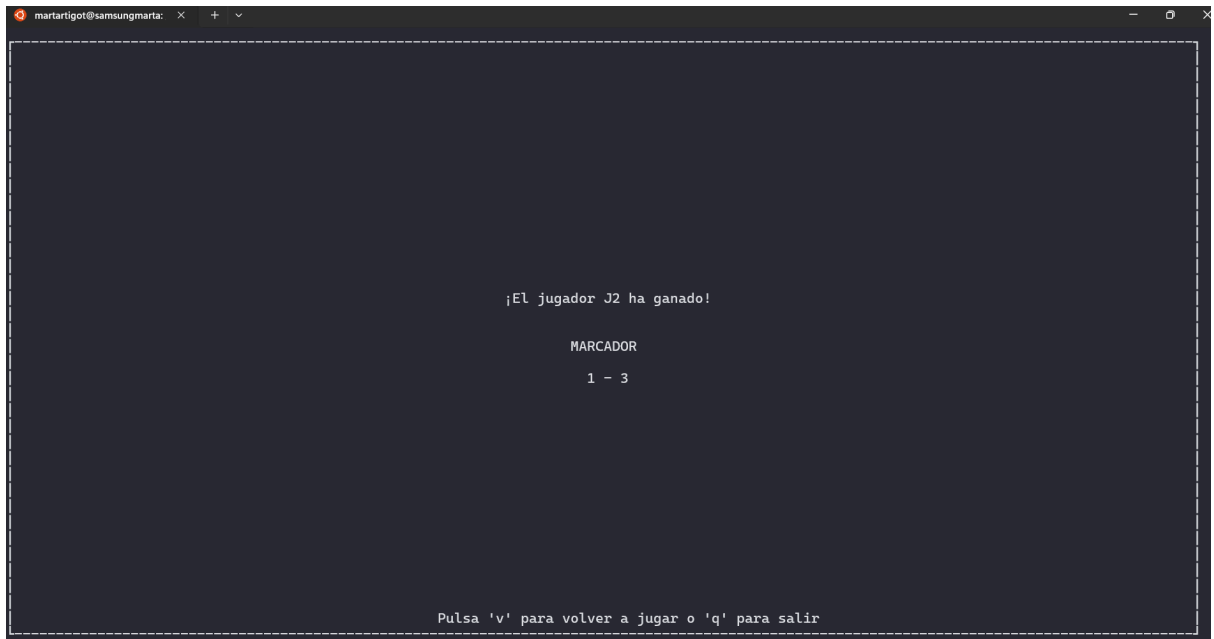 martartigot@samsungmarta:
¡El jugador J2 ha ganado!
MARCADOR
1 - 3
Pulsa 'v' para volver a jugar o 'q' para salir